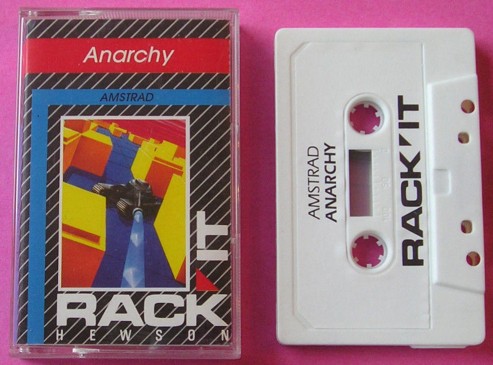 Anarchy
AMSTRAD
RACK IT
HEWSON
AMSTRAD
ANARCHY
RACK'IT